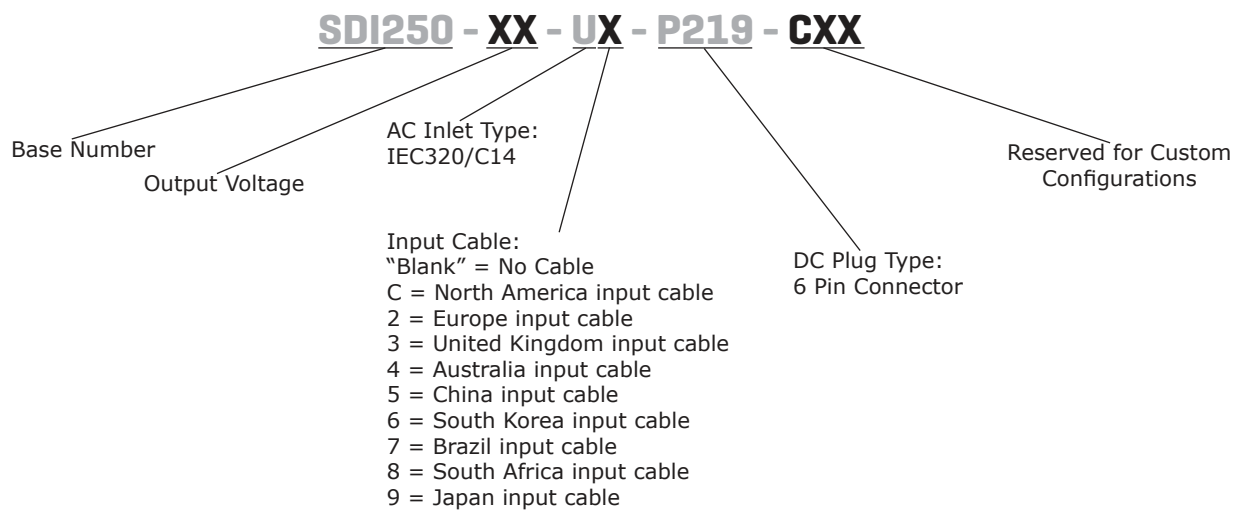 SDI250 - XX - UX - P219 - CXX
Base Number
Output Voltage
AC Inlet Type:
IEC320/C14
Input Cable:
“Blank” = No Cable
C = North America input cable
2 = Europe input cable
3 = United Kingdom input cable
4 = Australia input cable
5 = China input cable
6 = South Korea input cable
7 = Brazil input cable
8 = South Africa input cable
9 = Japan input cable
DC Plug Type:
6 Pin Connector
Reserved for Custom
Configurations